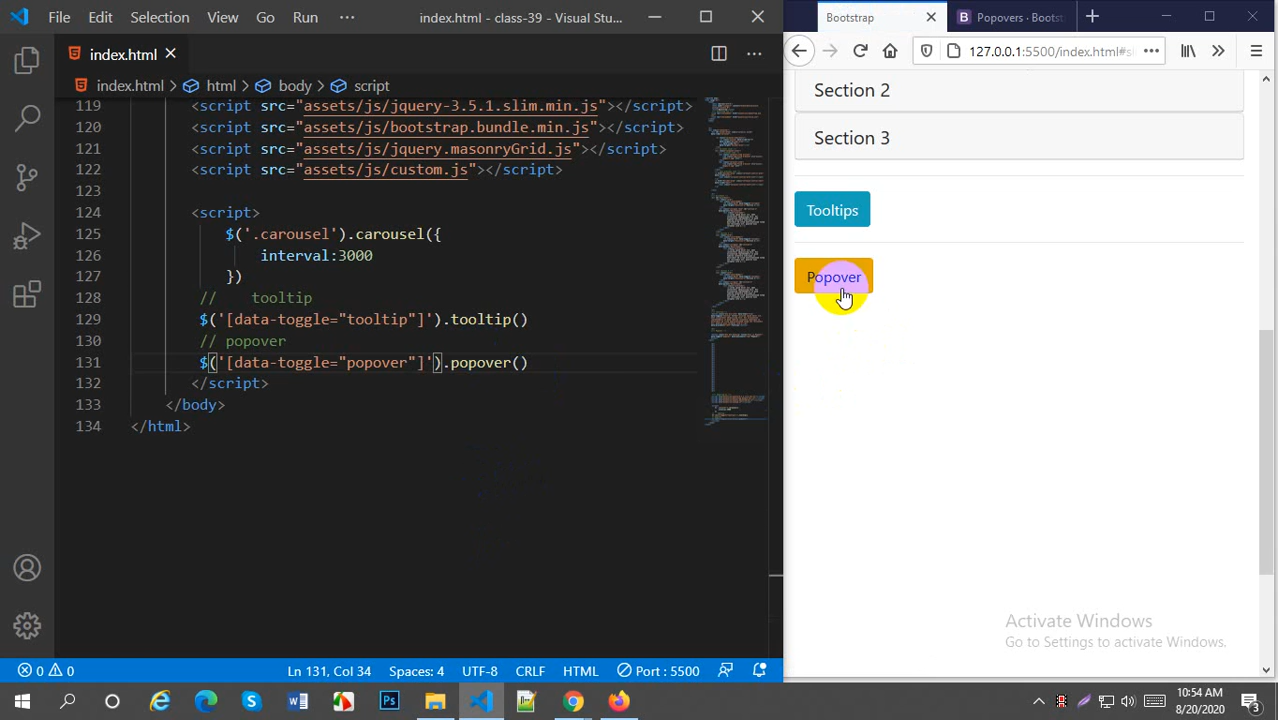 File Edit Selection View Go Run ··· index.html - class-39 - Visual Stu...
index.html
index.html > html > body > script
119 <script src="assets/js/jquery-3.5.1.slim.min.js"></script>
120 <script src="assets/js/bootstrap.bundle.min.js"></script>
121 <script src="assets/js/jquery.masonryGrid.js"></script>
122 <script src="assets/js/custom.js"></script>
123
124 <script>
125 $('.carousel').carousel({
126 interval:3000
127 })
128 // tooltip
129 $('[data-toggle="tooltip"]').tooltip()
130 // popover
131 $('[data-toggle="popover"]').popover()
132 </script>
133 </body>
134 </html>
0 0 Ln 131, Col 34 Spaces: 4 UTF-8 CRLF HTML Port : 5500
Bootstrap
Popovers · Boots
127.0.0.1:5500/index.html#s
Section 2
Section 3
Tooltips
Popover
Activate Windows
Go to Settings to activate Windows.
10:54 AM
8/20/2020
3